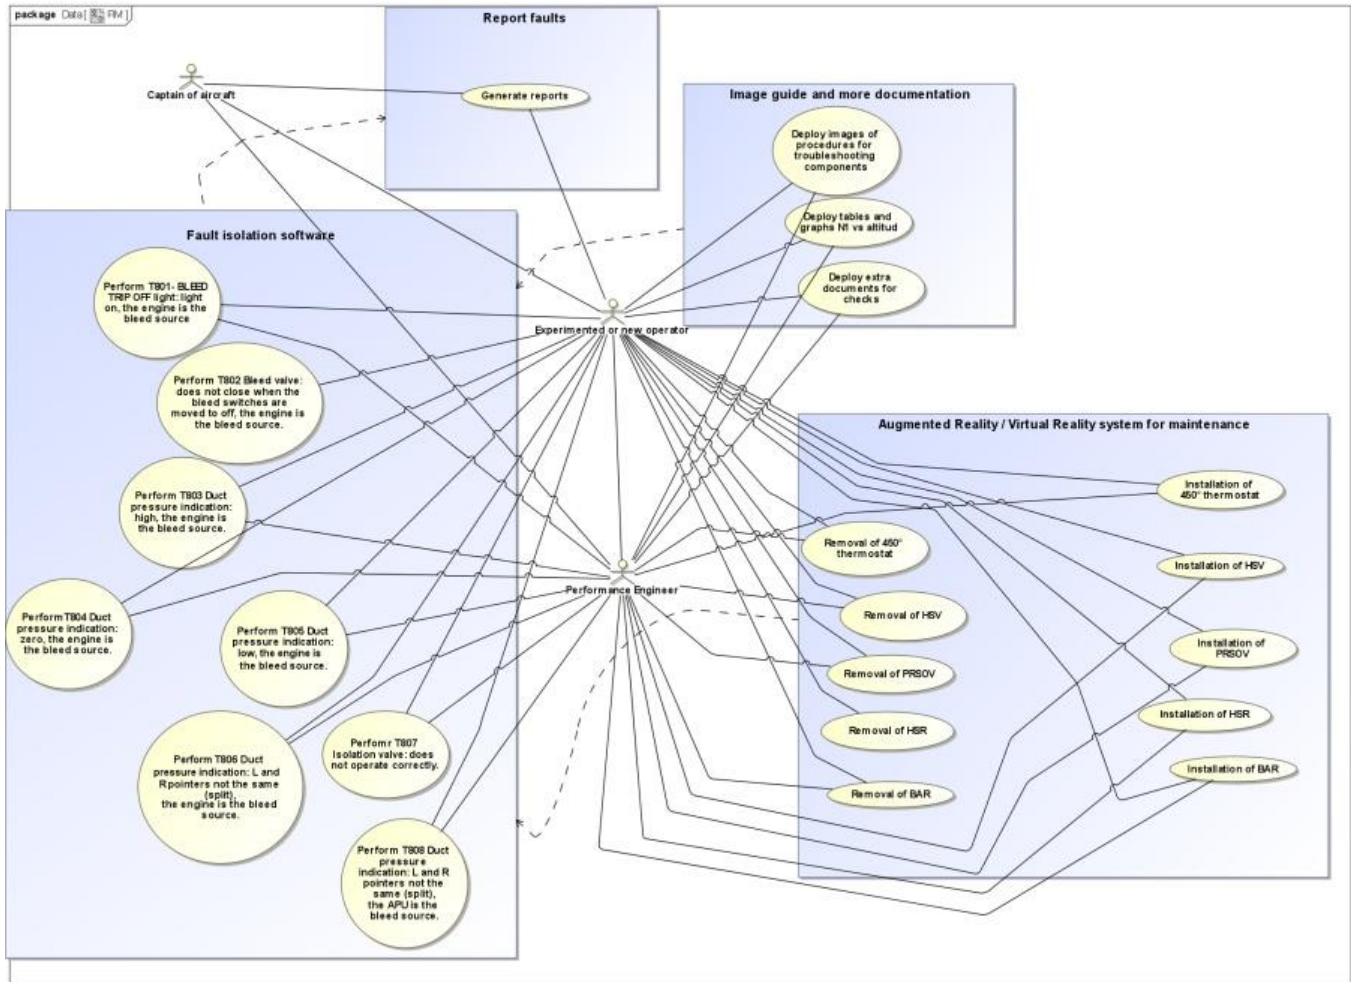 package Data[ RM ]
Report faults
Captain of aircraft
Generate reports
Image guide and more documentation
Deploy images of
procedures for
troubleshooting
components
Deploy tables and
graphs N1 vs altitud
Deploy extra
documents for
checks
Fault isolation software
Perform T801- BLEED
TRIP OFF light: light
on, the engine is the
bleed source
Experimented or new operator
Perform T802 Bleed valve:
does not close when the
bleed switches are
moved to off, the engine is
the bleed source.
Augmented Reality / Virtual Reality system for maintenance
Perform T803 Duct
pressure indication:
high, the engine is
the bleed source.
Installation of
450° thermostat
Removal of 450°
thermostat
Installation of HSV
Performance Engineer
Perform T804 Duct
pressure indication:
zero, the engine is
the bleed source.
Perform T805 Duct
pressure indication:
low, the engine is
the bleed source.
Removal of HSV
Installation of
PRSOV
Removal of PRSOV
Installation of HSR
Removal of HSR
Perform T806 Duct
pressure indication: L and
R pointers not the same
(split),
the engine is the bleed
source.
Perfomr T807
Isolation valve: does
not operate correctly.
Installation of BAR
Removal of BAR
Perform T808 Duct
pressure
indication: L and R
pointers not the
same (split),
the APU is the
bleed source.